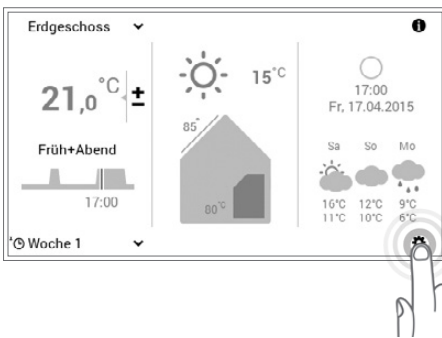 Erdgeschoss
21,0 °C ±
Früh+Abend
17:00
Woche 1
15°C
85°
80°C
17:00
Fr, 17.04.2015
Sa So Mo
16°C 12°C 9°C
11°C 10°C 6°C